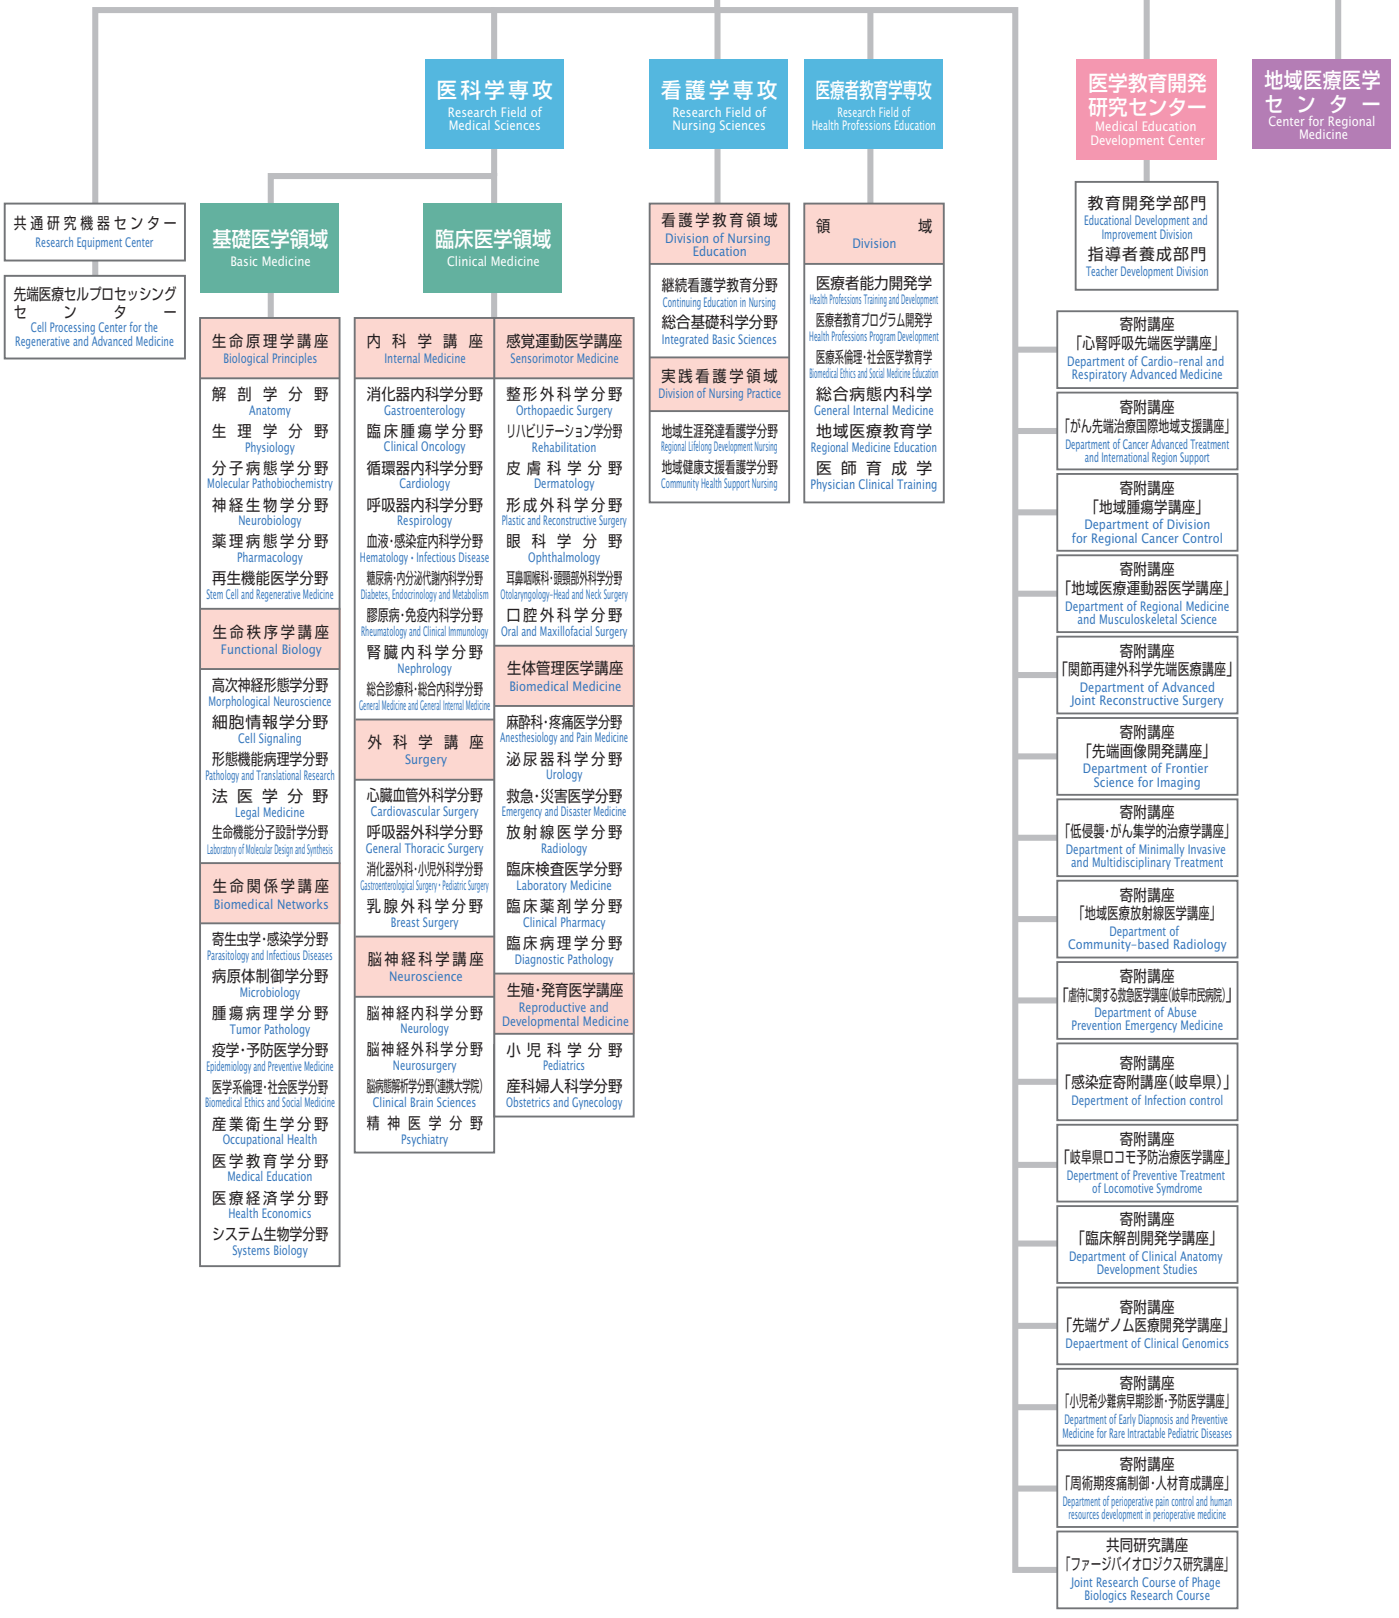 医科学専攻
Research Field of
Medical Sciences
看護学専攻
Research Field of
Nursing Sciences
医療者教育学専攻
Research Field of
Health Professions Education
医学教育開発
研究センター
Medical Education
Development Center
地域医療医学
センター
Center for Regional
Medicine
共通研究機器センター
Research Equipment Center
先端医療セルプロセッシング
センター
Cell Processing Center for the
Regenerative and Advanced Medicine
基礎医学領域
Basic Medicine
臨床医学領域
Clinical Medicine
生命原理学講座
Biological Principles
解剖学分野
Anatomy
生理学分野
Physiology
分子病態学分野
Molecular Pathobiochemistry
神経生物学分野
Neurobiology
薬理病態学分野
Pharmacology
再生機能医学分野
Stem Cell and Regenerative Medicine
生命秩序学講座
Functional Biology
高次神経形態学分野
Morphological Neuroscience
細胞情報学分野
Cell Signaling
形態機能病理学分野
Pathology and Translational Research
法医学分野
Legal Medicine
生命機能分子設計学分野
Laboratory of Molecular Design and Synthesis
生命関係学講座
Biomedical Networks
寄生虫学・感染学分野
Parasitology and Infectious Diseases
病原体制御学分野
Microbiology
腫瘍病理学分野
Tumor Pathology
疫学・予防医学分野
Epidemiology and Preventive Medicine
医学系倫理・社会医学分野
Biomedical Ethics and Social Medicine
産業衛生学分野
Occupational Health
医学教育学分野
Medical Education
医療経済学分野
Health Economics
システム生物学分野
Systems Biology
内科学講座
Internal Medicine
消化器内科学分野
Gastroenterology
臨床腫瘍学分野
Clinical Oncology
循環器内科学分野
Cardiology
呼吸器内科学分野
Respirology
血液・感染症内科学分野
Hematology・Infectious Disease
糖尿病・内分泌代謝内科学分野
Diabetes, Endocrinology and Metabolism
膠原病・免疫内科学分野
Rheumatology and Clinical Immunology
腎臓内科学分野
Nephrology
総合診療科・総合内科学分野
General Medicine and General Internal Medicine
外科学講座
Surgery
心臓血管外科学分野
Cardiovascular Surgery
呼吸器外科学分野
General Thoracic Surgery
消化器外科・小児外科学分野
Gastroenterological Surgery・Pediatric Surgery
乳腺外科学分野
Breast Surgery
脳神経科学講座
Neuroscience
脳神経内科学分野
Neurology
脳神経外科学分野
Neurosurgery
脳病態解析学分野(連携大学院)
Clinical Brain Sciences
精神医学分野
Psychiatry
感覚運動医学講座
Sensorimotor Medicine
整形外科学分野
Orthopaedic Surgery
リハビリテーション学分野
Rehabilitation
皮膚科学分野
Dermatology
形成外科学分野
Plastic and Reconstructive Surgery
眼科学分野
Ophthalmology
耳鼻咽喉科・頭頸部外科学分野
Otolaryngology-Head and Neck Surgery
口腔外科学分野
Oral and Maxillofacial Surgery
生体管理医学講座
Biomedical Medicine
麻酔科・疼痛医学分野
Anesthesiology and Pain Medicine
泌尿器科学分野
Urology
救急・災害医学分野
Emergency and Disaster Medicine
放射線医学分野
Radiology
臨床検査医学分野
Laboratory Medicine
臨床薬剤学分野
Clinical Pharmacy
臨床病理学分野
Diagnostic Pathology
生殖・発育医学講座
Reproductive and
Developmental Medicine
小児科学分野
Pediatrics
産科婦人科学分野
Obstetrics and Gynecology
看護学教育領域
Division of Nursing
Education
継続看護学教育分野
Continuing Education in Nursing
総合基礎科学分野
Integrated Basic Sciences
実践看護学領域
Division of Nursing Practice
地域生涯発達看護学分野
Regional Lifelong Development Nursing
地域健康支援看護学分野
Community Health Support Nursing
領域
Division
医療者能力開発学
Health Professions Training and Development
医療者教育プログラム開発学
Health Professions Program Development
医療系倫理・社会医学教育学
Biomedical Ethics and Social Medicine Education
総合病態内科学
General Internal Medicine
地域医療教育学
Regional Medicine Education
医師育成学
Physician Clinical Training
教育開発学部門
Educational Development and
Improvement Division
指導者養成部門
Teacher Development Division
寄附講座
「心腎呼吸先端医学講座」
Department of Cardio-renal and
Respiratory Advanced Medicine
寄附講座
「がん先端治療国際地域支援講座」
Department of Cancer Advanced Treatment
and International Region Support
寄附講座
「地域腫瘍学講座」
Department of Division
for Regional Cancer Control
寄附講座
「地域医療運動器医学講座」
Department of Regional Medicine
and Musculoskeletal Science
寄附講座
「関節再建外科学先端医療講座」
Department of Advanced
Joint Reconstructive Surgery
寄附講座
「先端画像開発講座」
Department of Frontier
Science for Imaging
寄附講座
「低侵襲・がん集学的治療学講座」
Department of Minimally Invasive
and Multidisciplinary Treatment
寄附講座
「地域医療放射線医学講座」
Department of
Community-based Radiology
寄附講座
「虐待に関する救急医学講座(岐阜市民病院)」
Department of Abuse
Prevention Emergency Medicine
寄附講座
「感染症寄附講座(岐阜県)」
Depertment of Infection control
寄附講座
「岐阜県ロコモ予防治療医学講座」
Depertment of Preventive Treatment
of Locomotive Symdrome
寄附講座
「臨床解剖開発学講座」
Department of Clinical Anatomy
Development Studies
寄附講座
「先端ゲノム医療開発学講座」
Depaertment of Clinical Genomics
寄附講座
「小児希少難病早期診断・予防医学講座」
Department of Early Diagnosis and Preventive
Medicine for Rare Intractable Pediatric Diseases
寄附講座
「周術期疼痛制御・人材育成講座」
Department of perioperative pain control and human
resources development in perioperative medicine
共同研究講座
「ファージバイオロジクス研究講座」
Joint Research Course of Phage
Biologics Research Course